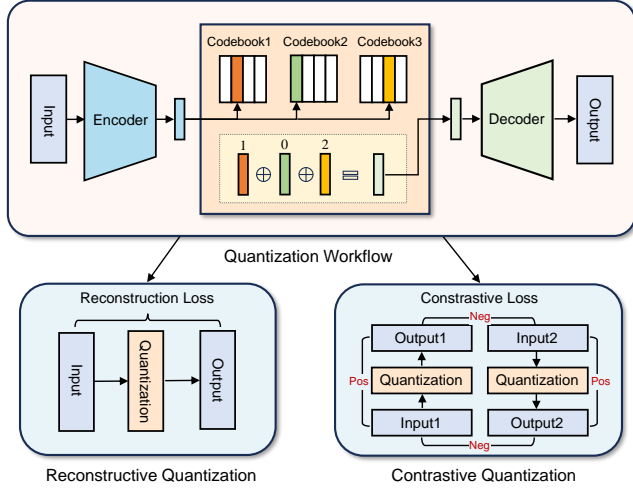 Codebook1 Codebook2 Codebook3
Input
Encoder
Decoder
Output
1 ⊕ 0 ⊕ 2 =
Quantization Workflow
Reconstruction Loss
Input
Quantization
Output
Reconstructive Quantization
Constrastive Loss
Neg
Output1 Input2
Pos Quantization Quantization Pos
Input1 Output2
Neg
Contrastive Quantization